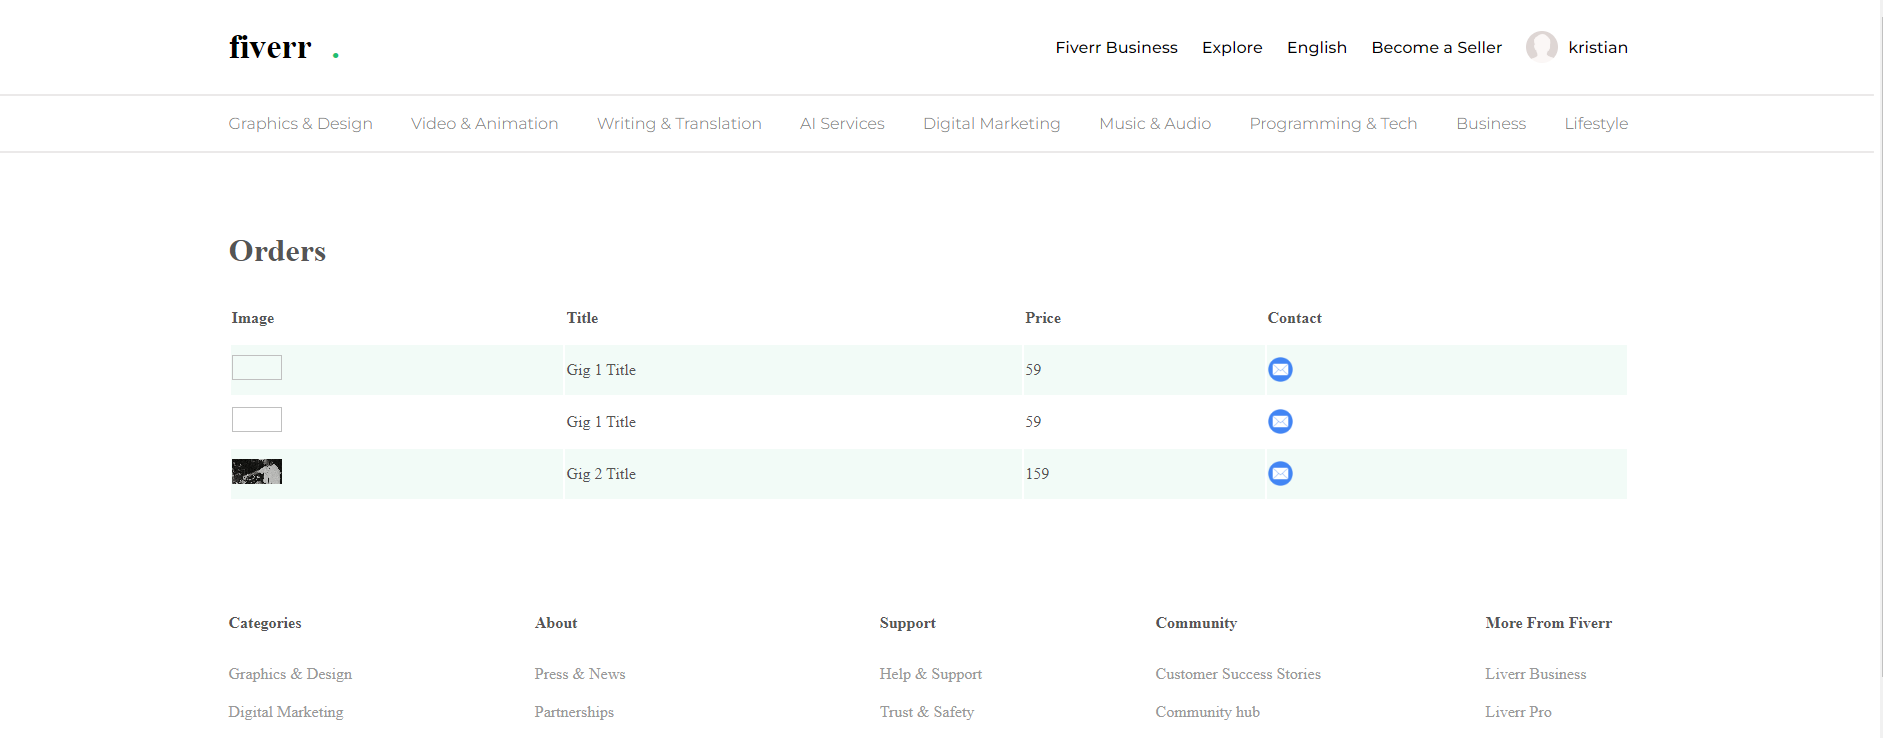 fiverr .
Fiverr Business Explore English Become a Seller kristian
Graphics & Design Video & Animation Writing & Translation AI Services Digital Marketing Music & Audio Programming & Tech Business Lifestyle
Orders
Image Title Price Contact
Gig 1 Title 59
Gig 1 Title 59
Gig 2 Title 159
Categories About Support Community More From Fiverr
Graphics & Design Press & News Help & Support Customer Success Stories Liverr Business
Digital Marketing Partnerships Trust & Safety Community hub Liverr Pro